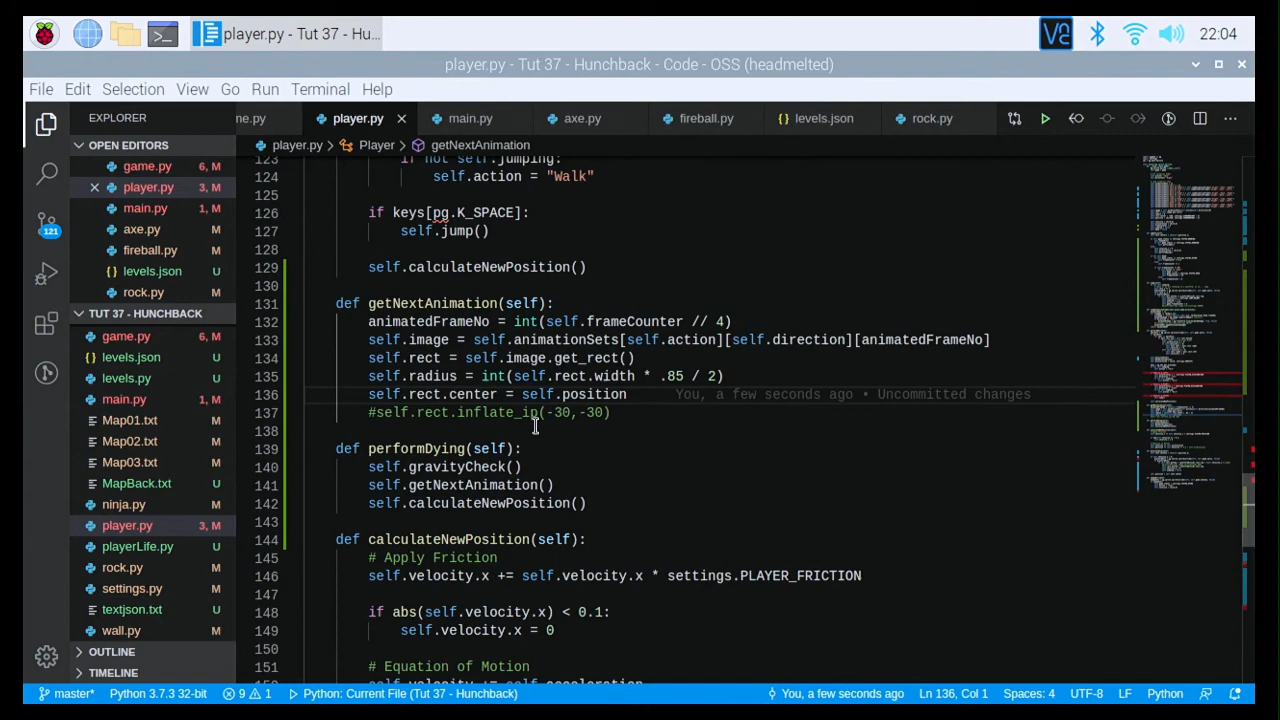 player.py - Tut 37 - Hu...
22:04
player.py - Tut 37 - Hunchback - Code - OSS (headmelted)
File Edit Selection View Go Run Terminal Help
EXPLORER
me.py player.py main.py axe.py fireball.py levels.json rock.py
OPEN EDITORS
game.py 6, M
player.py 3, M
main.py 1, M
axe.py M
fireball.py M
levels.json U
rock.py M
TUT 37 - HUNCHBACK
game.py 6, M
levels.json U
levels.py U
main.py 1, M
Map01.txt M
Map02.txt M
Map03.txt M
MapBack.txt U
ninja.py M
player.py 3, M
playerLife.py U
rock.py M
settings.py M
textjson.txt U
wall.py M
OUTLINE
TIMELINE
121
player.py > Player > getNextAnimation
123 if not self.jumping:
124 self.action = "Walk"
125
126 if keys[pg.K_SPACE]:
127 self.jump()
128
129 self.calculateNewPosition()
130
131 def getNextAnimation(self):
132 animatedFrameNo = int(self.frameCounter // 4)
133 self.image = self.animationSets[self.action][self.direction][animatedFrameNo]
134 self.rect = self.image.get_rect()
135 self.radius = int(self.rect.width * .85 / 2)
136 self.rect.center = self.position You, a few seconds ago • Uncommitted changes
137 #self.rect.inflate_ip(-30,-30)
138
139 def performDying(self):
140 self.gravityCheck()
141 self.getNextAnimation()
142 self.calculateNewPosition()
143
144 def calculateNewPosition(self):
145 # Apply Friction
146 self.velocity.x += self.velocity.x * settings.PLAYER_FRICTION
147
148 if abs(self.velocity.x) < 0.1:
149 self.velocity.x = 0
150
151 # Equation of Motion
master* Python 3.7.3 32-bit 9 1 Python: Current File (Tut 37 - Hunchback) You, a few seconds ago Ln 136, Col 1 Spaces: 4 UTF-8 LF Python